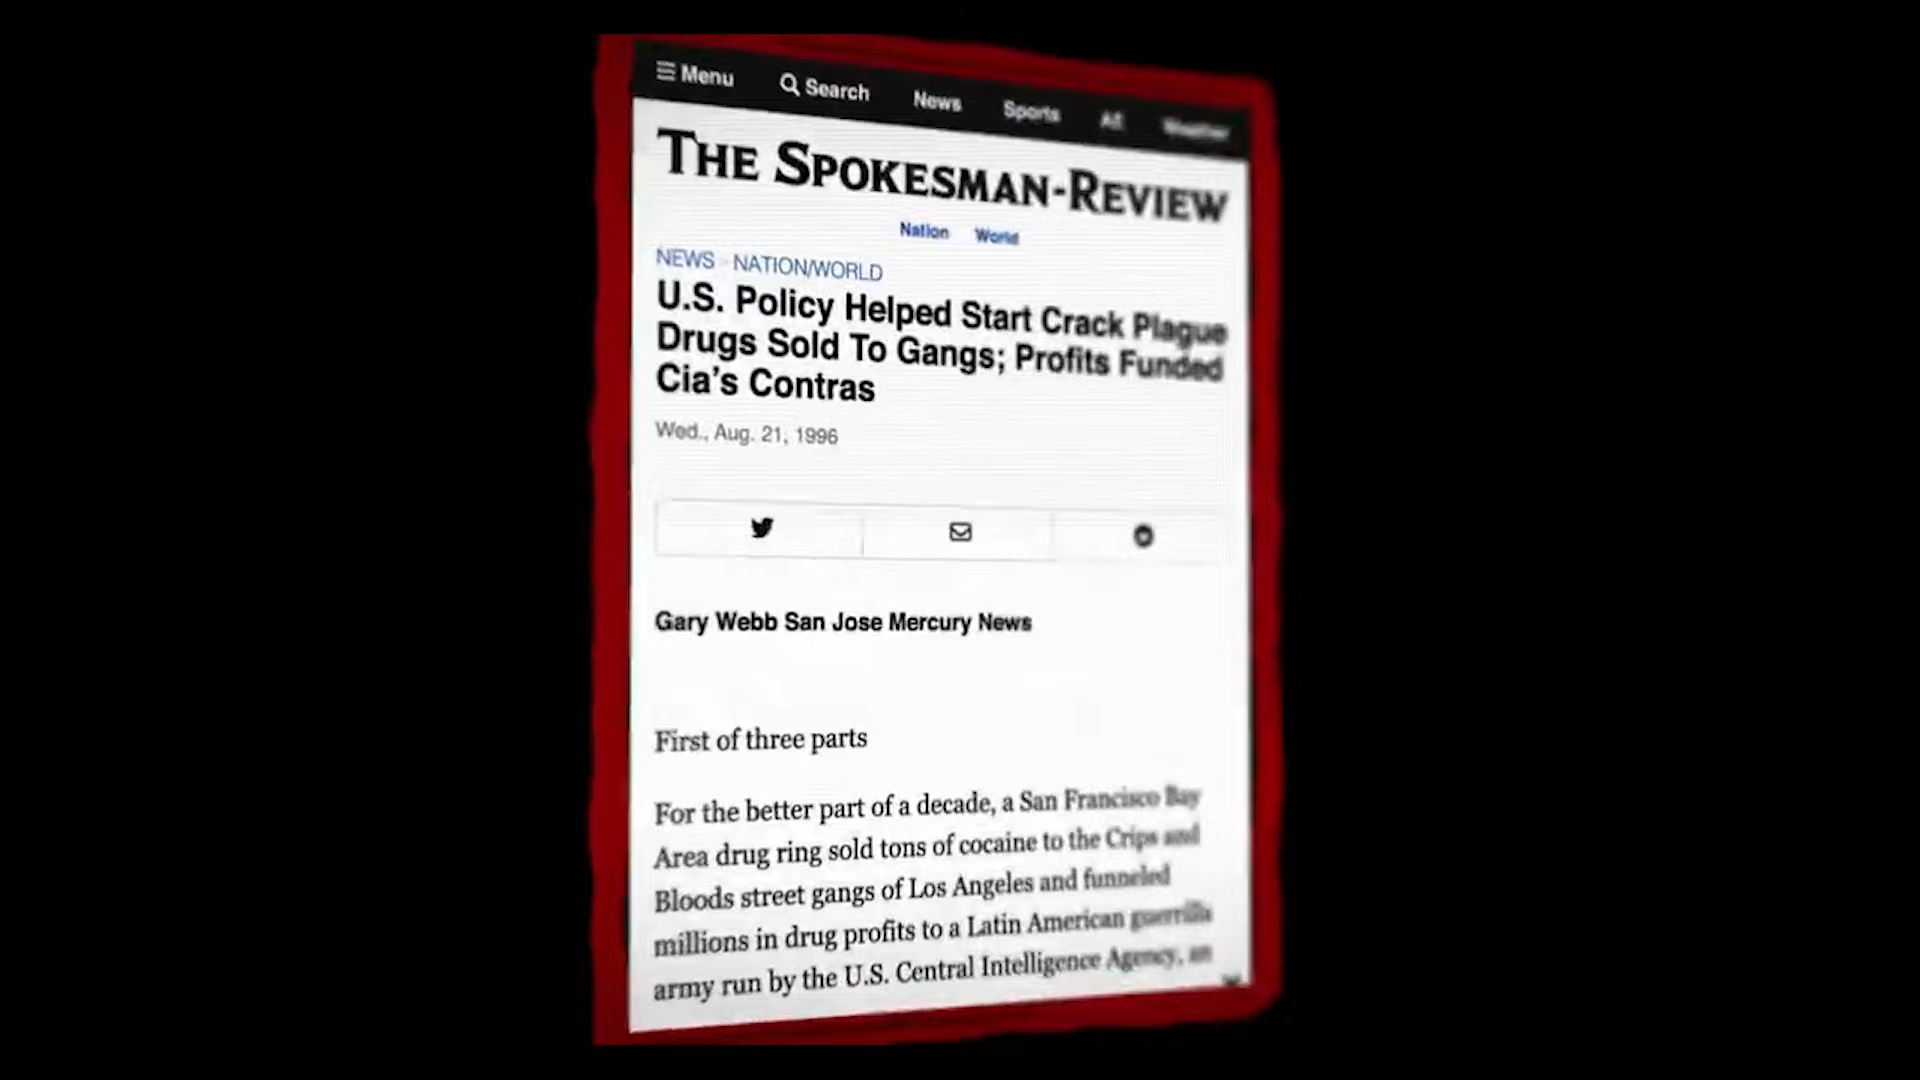 Menu Search News Sports All Weather
THE SPOKESMAN-REVIEW
Nation World
NEWS NATION/WORLD
U.S. Policy Helped Start Crack Plague
Drugs Sold To Gangs; Profits Funded
Cia's Contras
Wed., Aug. 21, 1996
Gary Webb San Jose Mercury News
First of three parts
For the better part of a decade, a San Francisco Bay
Area drug ring sold tons of cocaine to the Crips and
Bloods street gangs of Los Angeles and funneled
millions in drug profits to a Latin American guerrilla
army run by the U.S. Central Intelligence Agency, an